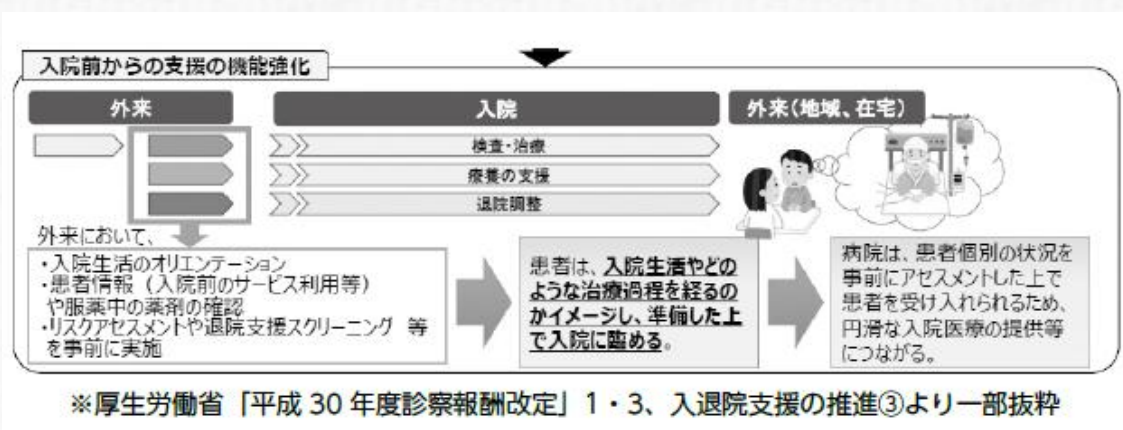 入院前からの支援の機能強化
外来
入院
外来(地域、在宅)
検査・治療
療養の支援
退院調整
外来において、
・入院生活のオリエンテーション
・患者情報(入院前のサービス利用等)
や服薬中の薬剤の確認
・リスクアセスメントや退院支援スクリーニング 等
を事前に実施
患者は、入院生活やどの
ような治療過程を経るの
かイメージし、準備した上
で入院に臨める。
病院は、患者個別の状況を
事前にアセスメントした上で
患者を受け入れられるため、
円滑な入院医療の提供等
につながる。
※厚生労働省「平成 30 年度診察報酬改定」1・3、入退院支援の推進③より一部抜粋